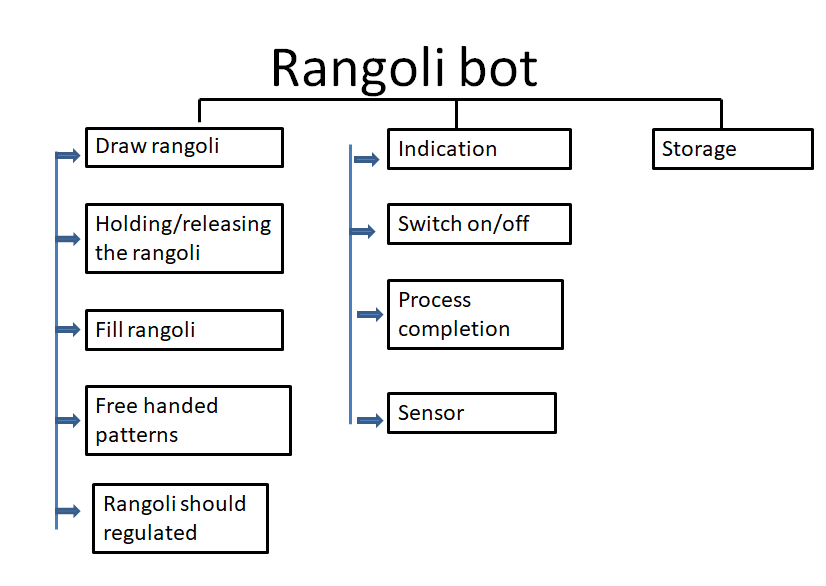 Rangoli bot
Draw rangoli
Holding/releasing
the rangoli
Fill rangoli
Free handed
patterns
Rangoli should
regulated
Indication
Switch on/off
Process
completion
Sensor
Storage